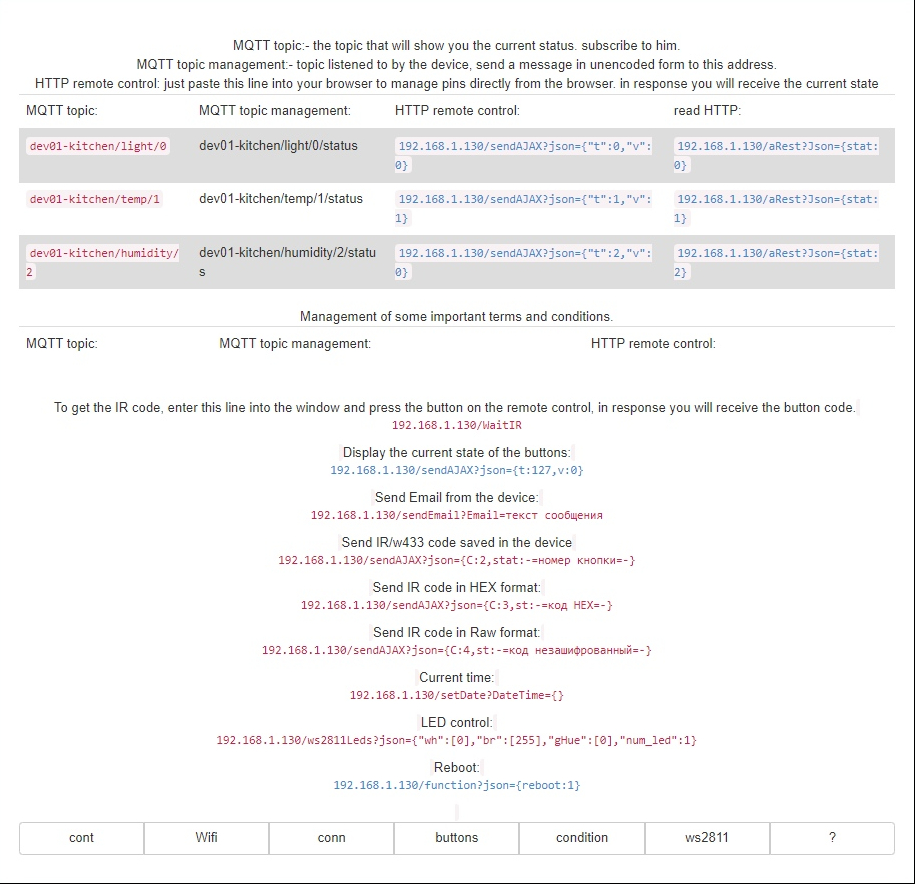 MQTT topic:- the topic that will show you the current status. subscribe to him.
MQTT topic management:- topic listened to by the device, send a message in unencoded form to this address.
HTTP remote control: just paste this line into your browser to manage pins directly from the browser. in response you will receive the current state
MQTT topic: MQTT topic management: HTTP remote control: read HTTP:
dev01-kitchen/light/0 dev01-kitchen/light/0/status 192.168.1.130/sendAJAX?json={"t":0,"v": 192.168.1.130/aRest?Json={stat:
0} 0}
dev01-kitchen/temp/1 dev01-kitchen/temp/1/status 192.168.1.130/sendAJAX?json={"t":1,"v": 192.168.1.130/aRest?Json={stat:
1} 1}
dev01-kitchen/humidity/ dev01-kitchen/humidity/2/statu 192.168.1.130/sendAJAX?json={"t":2,"v": 192.168.1.130/aRest?Json={stat:
2 s 0} 2}
Management of some important terms and conditions.
MQTT topic: MQTT topic management: HTTP remote control:
To get the IR code, enter this line into the window and press the button on the remote control, in response you will receive the button code.
192.168.1.130/WaitIR
Display the current state of the buttons:
192.168.1.130/sendAJAX?json={t:127,v:0}
Send Email from the device:
192.168.1.130/sendEmail?Email=текст сообщения
Send IR/w433 code saved in the device
192.168.1.130/sendAJAX?json={C:2,stat:-=номер кнопки=-}
Send IR code in HEX format:
192.168.1.130/sendAJAX?json={C:3,st:-=код HEX=-}
Send IR code in Raw format:
192.168.1.130/sendAJAX?json={C:4,st:-=код незашифрованный=-}
Current time:
192.168.1.130/setDate?DateTime={}
LED control:
192.168.1.130/ws2811Leds?json={"wh":[0],"br":[255],"gHue":[0],"num_led":1}
Reboot:
192.168.1.130/function?json={reboot:1}
cont Wifi conn buttons condition ws2811 ?